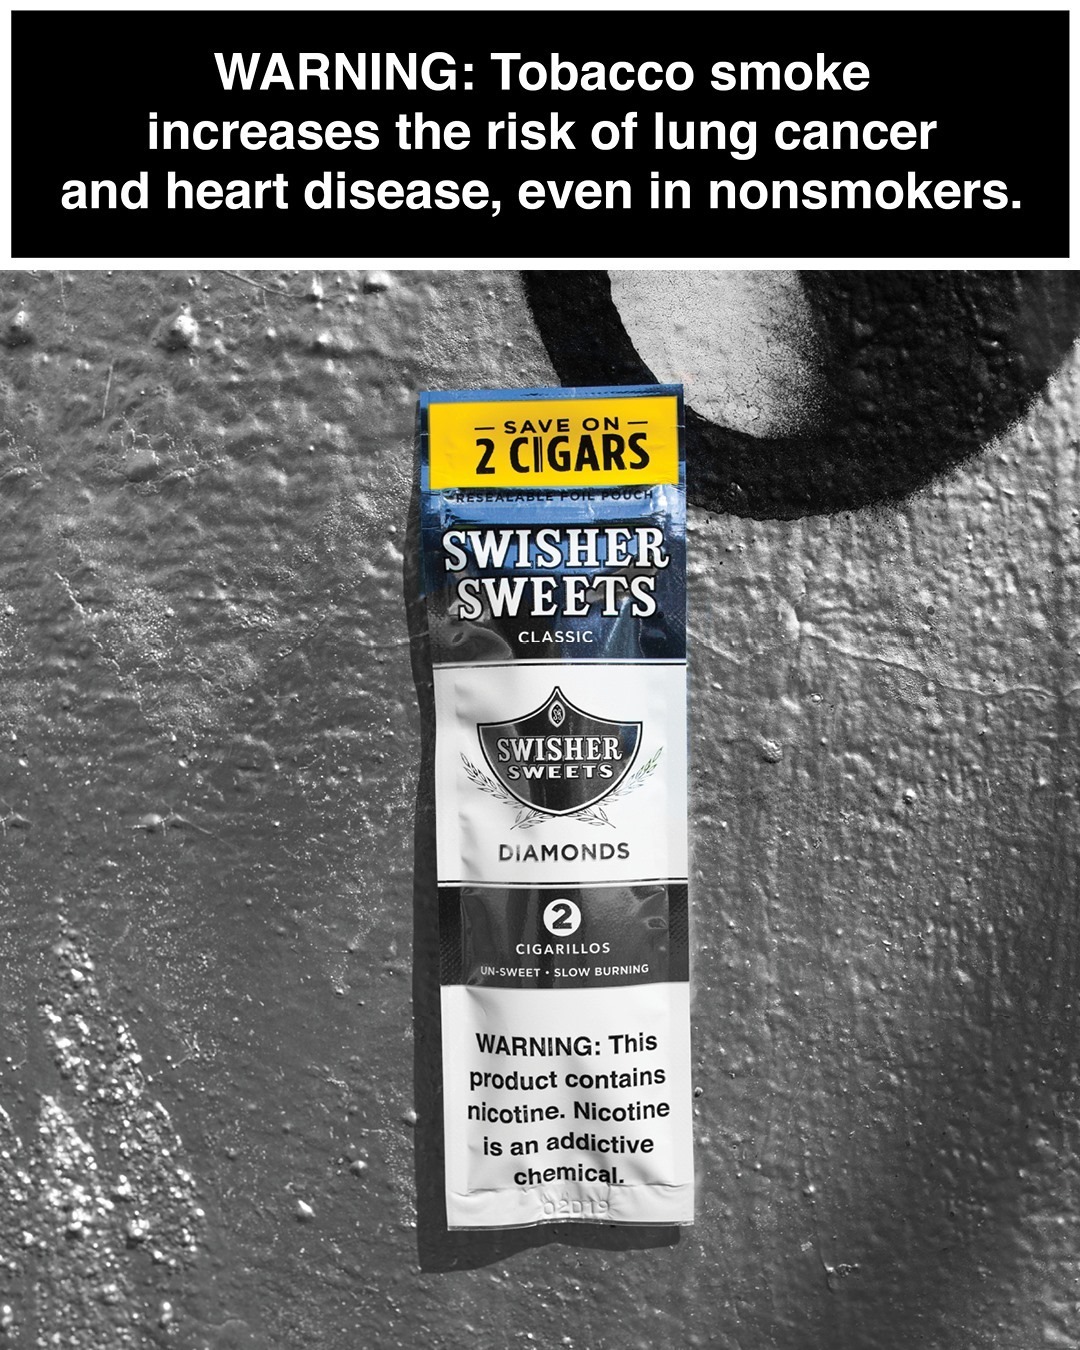 WARNING: Tobacco smoke
increases the risk of lung cancer
and heart disease, even in nonsmokers.
— SAVE ON —
2 CIGARS
RESEALABLE FOIL POUCH
SWISHER
SWEETS
CLASSIC
SWISHER
SWEETS
DIAMONDS
2
CIGARILLOS
UN-SWEET • SLOW BURNING
WARNING: This
product contains
nicotine. Nicotine
is an addictive
chemical.